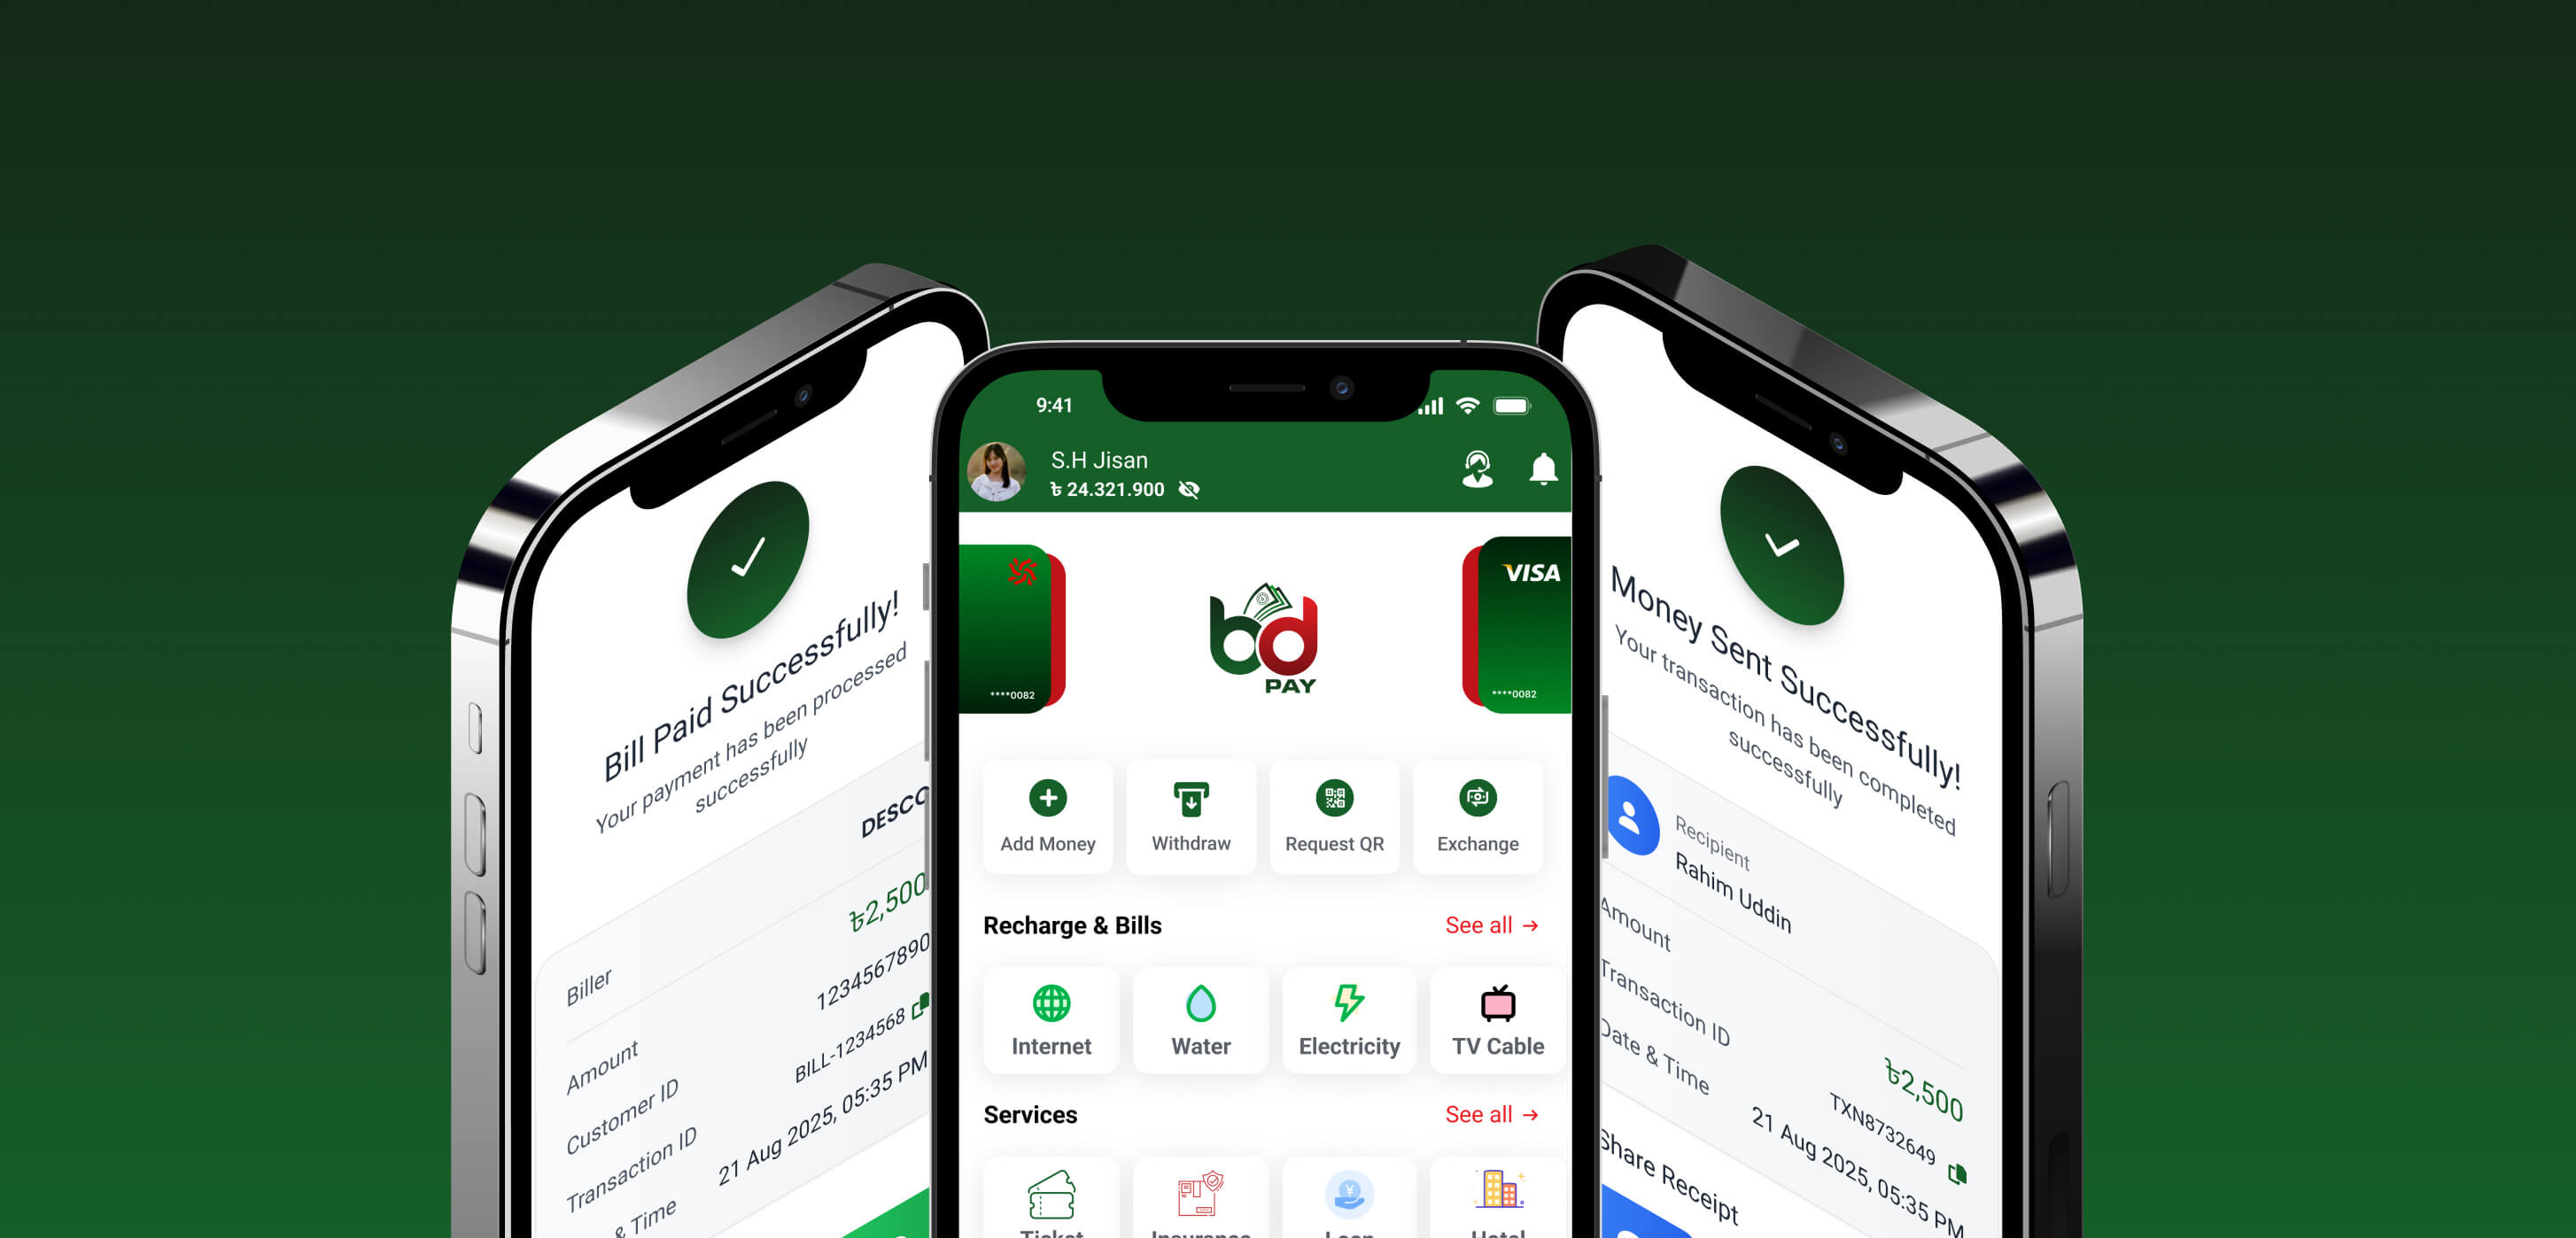 Bill Paid Successfully!
Your payment has been processed
successfully
Biller
DESCO
Amount
৳2,500
Customer ID
1234567890
Transaction ID
BILL-1234568
& Time
21 Aug 2025, 05:35 PM
9:41
S.H Jisan
৳ 24.321.900
****0082
bd
PAY
VISA
****0082
Add Money
Withdraw
Request QR
Exchange
Recharge & Bills
See all →
Internet
Water
Electricity
TV Cable
Services
See all →
Ticket
Insurance
Loan
Hotel
Money Sent Successfully!
Your transaction has been completed
successfully
Recipient
Rahim Uddin
Amount
৳2,500
Transaction ID
TXN8732649
Date & Time
21 Aug 2025, 05:35 PM
Share Receipt